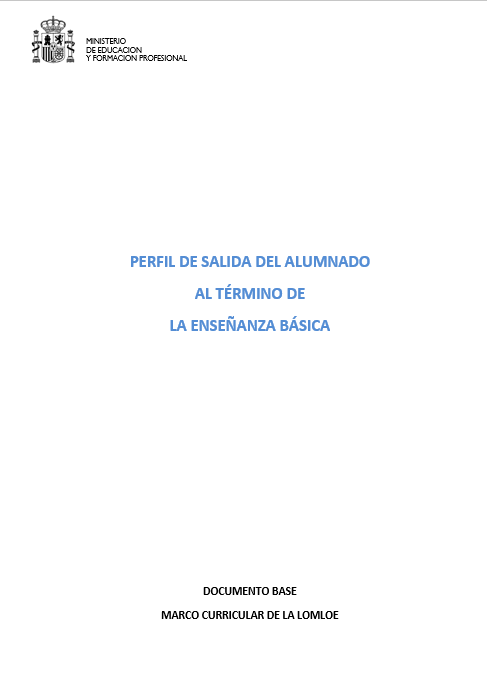 MINISTERIO
DE EDUCACION
Y FORMACION PROFESIONAL
PERFIL DE SALIDA DEL ALUMNADO
AL TÉRMINO DE
LA ENSEÑANZA BÁSICA
DOCUMENTO BASE
MARCO CURRICULAR DE LA LOMLOE